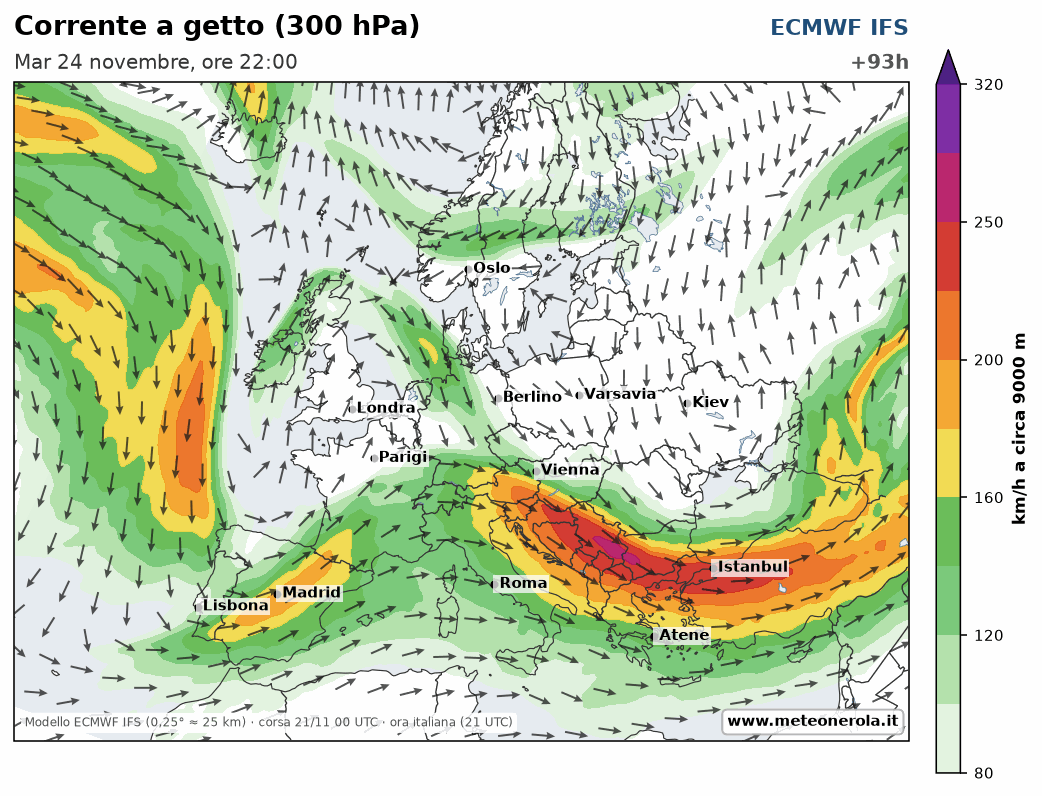 Corrente a getto (300 hPa)
ECMWF IFS
Mar 24 novembre, ore 22:00
+93h
320
250
200
160
120
80
km/h a circa 9000 m
Oslo
Londra
Berlino
Varsavia
Kiev
Parigi
Vienna
Istanbul
Roma
Madrid
Lisbona
Atene
Modello ECMWF IFS (0,25° ≈ 25 km) · corsa 21/11 00 UTC · ora italiana (21 UTC)
www.meteonerola.it